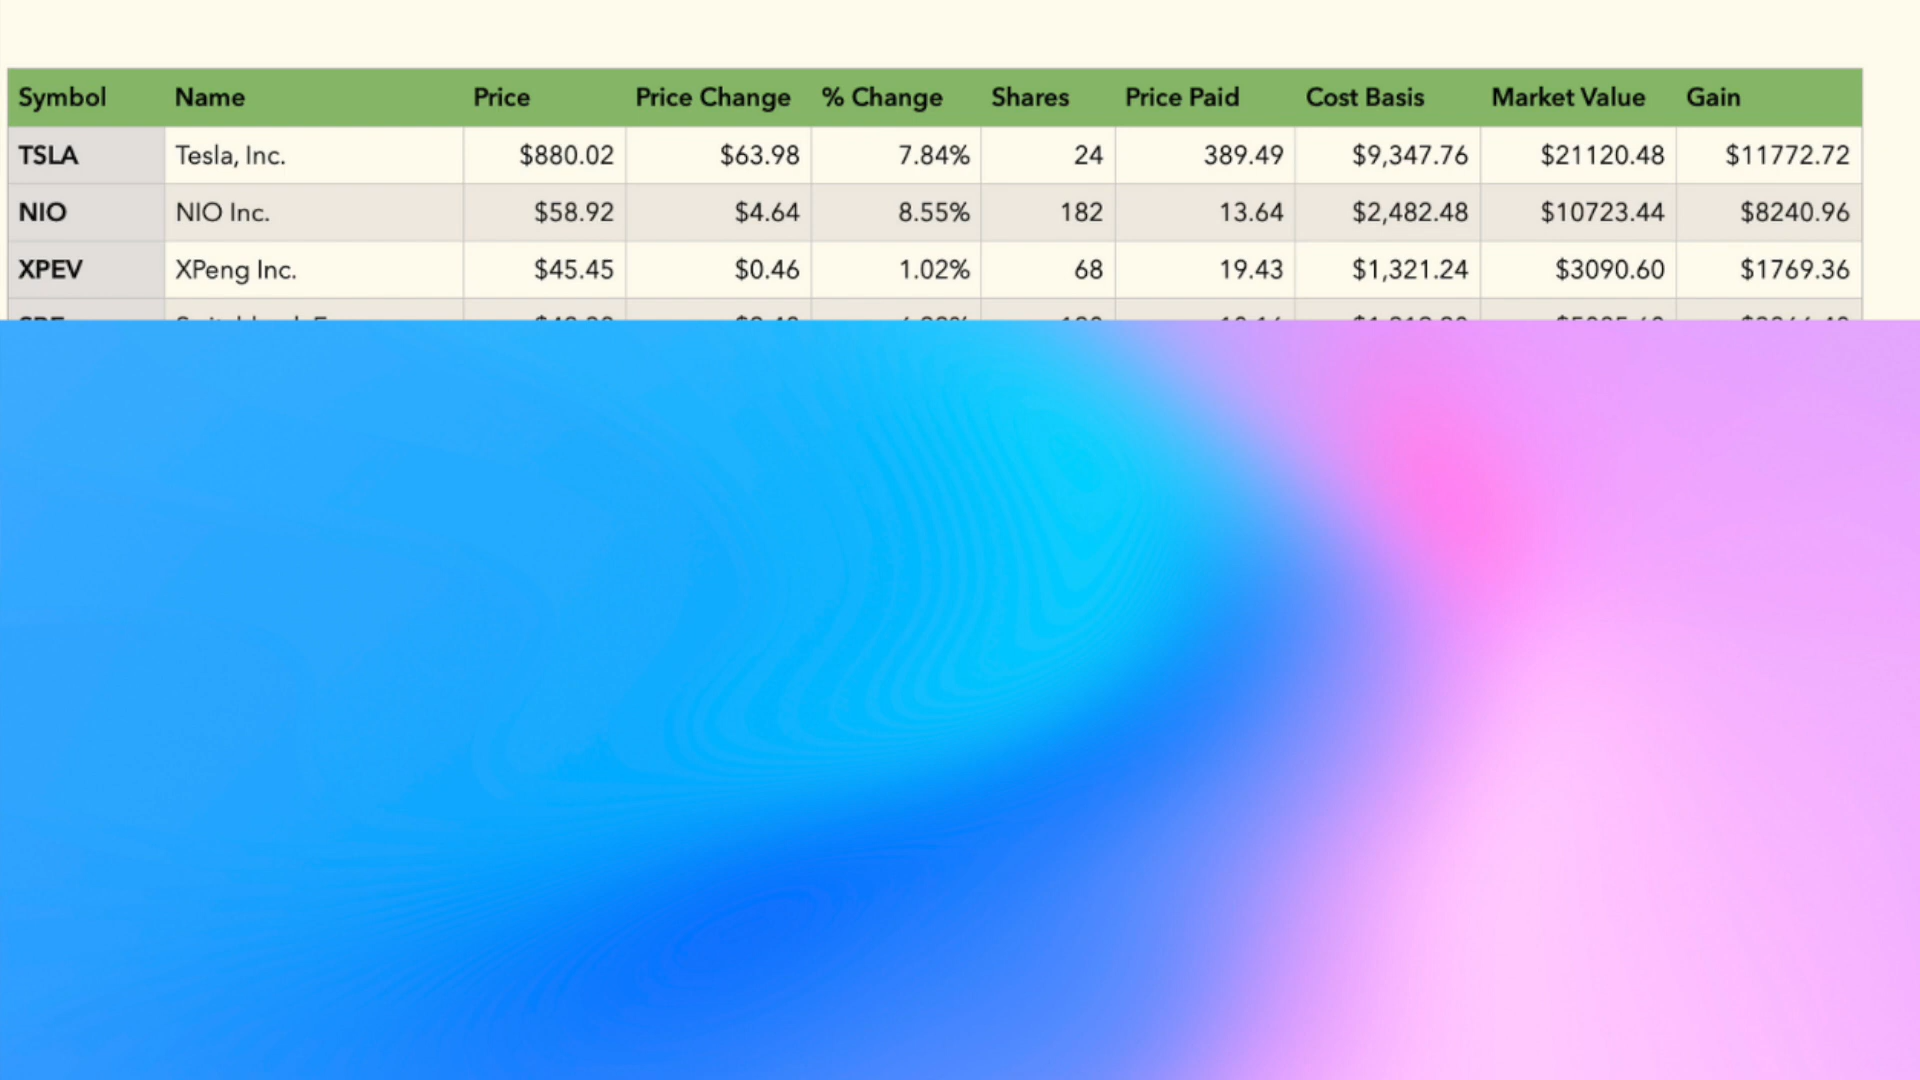 Symbol Name Price Price Change % Change Shares Price Paid Cost Basis Market Value Gain
TSLA Tesla, Inc. $880.02 $63.98 7.84% 24 389.49 $9,347.76 $21120.48 $11772.72
NIO NIO Inc. $58.92 $4.64 8.55% 182 13.64 $2,482.48 $10723.44 $8240.96
XPEV XPeng Inc. $45.45 $0.46 1.02% 68 19.43 $1,321.24 $3090.60 $1769.36